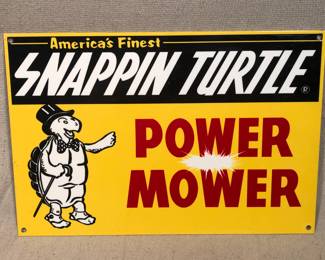 America's Finest
SNAPPIN TURTLE ®
POWER
MOWER